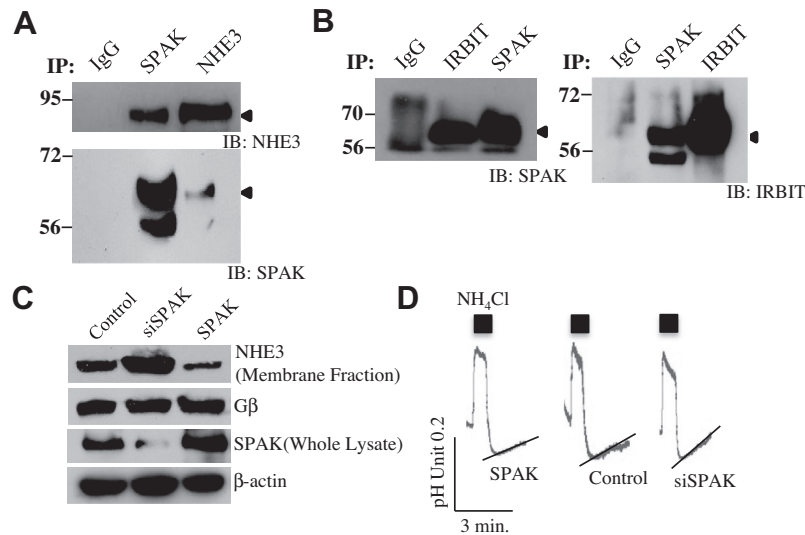 A
IP: IgG SPAK NHE3
95
IB: NHE3
72
56
IB: SPAK
B
IP: IgG IRBIT SPAK
70
56
IB: SPAK
IgG SPAK IRBIT
72
56
IB: IRBIT
C
Control siSPAK SPAK
NHE3
(Membrane Fraction)
Gβ
SPAK(Whole Lysate)
β-actin
D
NH₄Cl
pH Unit 0.2
3 min.
SPAK
Control
siSPAK